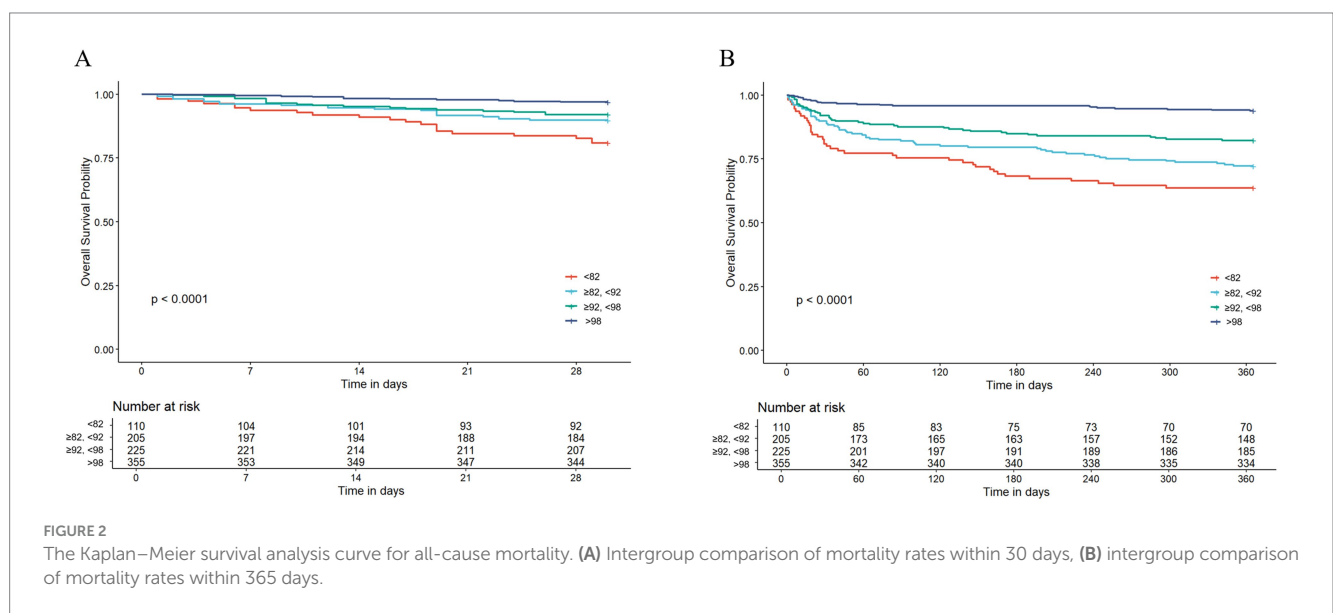 A
1.00
0.75
0.50
0.25
0.00
Overall Survival Probility
p < 0.0001
<82
≥82, <92
≥92, <98
>98
0 7 14 21 28
Time in days
Number at risk
<82 110 104 101 93 92
≥82, <92 205 197 194 188 184
≥92, <98 225 221 214 211 207
>98 355 353 349 347 344
0 7 14 21 28
Time in days
B
1.00
0.75
0.50
0.25
0.00
Overall Survival Probility
p < 0.0001
<82
≥82, <92
≥92, <98
>98
0 60 120 180 240 300 360
Time in days
Number at risk
<82 110 85 83 75 73 70 70
≥82, <92 205 173 165 163 157 152 148
≥92, <98 225 201 197 191 189 186 185
>98 355 342 340 340 338 335 334
0 60 120 180 240 300 360
Time in days
FIGURE 2
The Kaplan–Meier survival analysis curve for all-cause mortality. (A) Intergroup comparison of mortality rates within 30 days, (B) intergroup comparison
of mortality rates within 365 days.